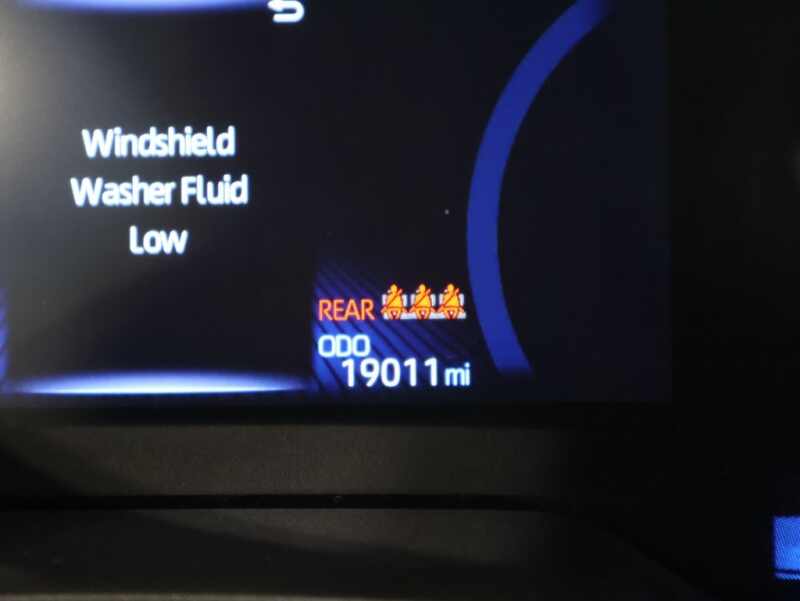 Windshield
Washer Fluid
Low
REAR
ODO
19011 mi